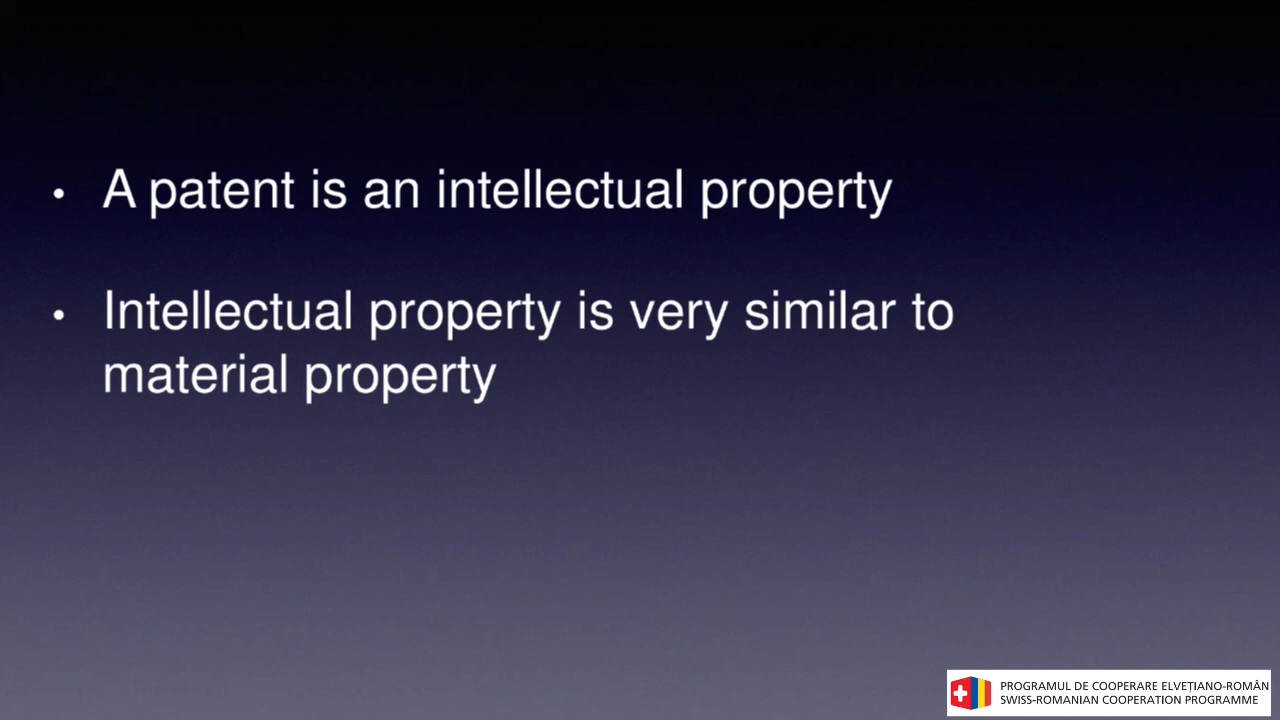 • A patent is an intellectual property
• Intellectual property is very similar to
material property
PROGRAMUL DE COOPERARE ELVEȚIANO-ROMÂN
SWISS-ROMANIAN COOPERATION PROGRAMME